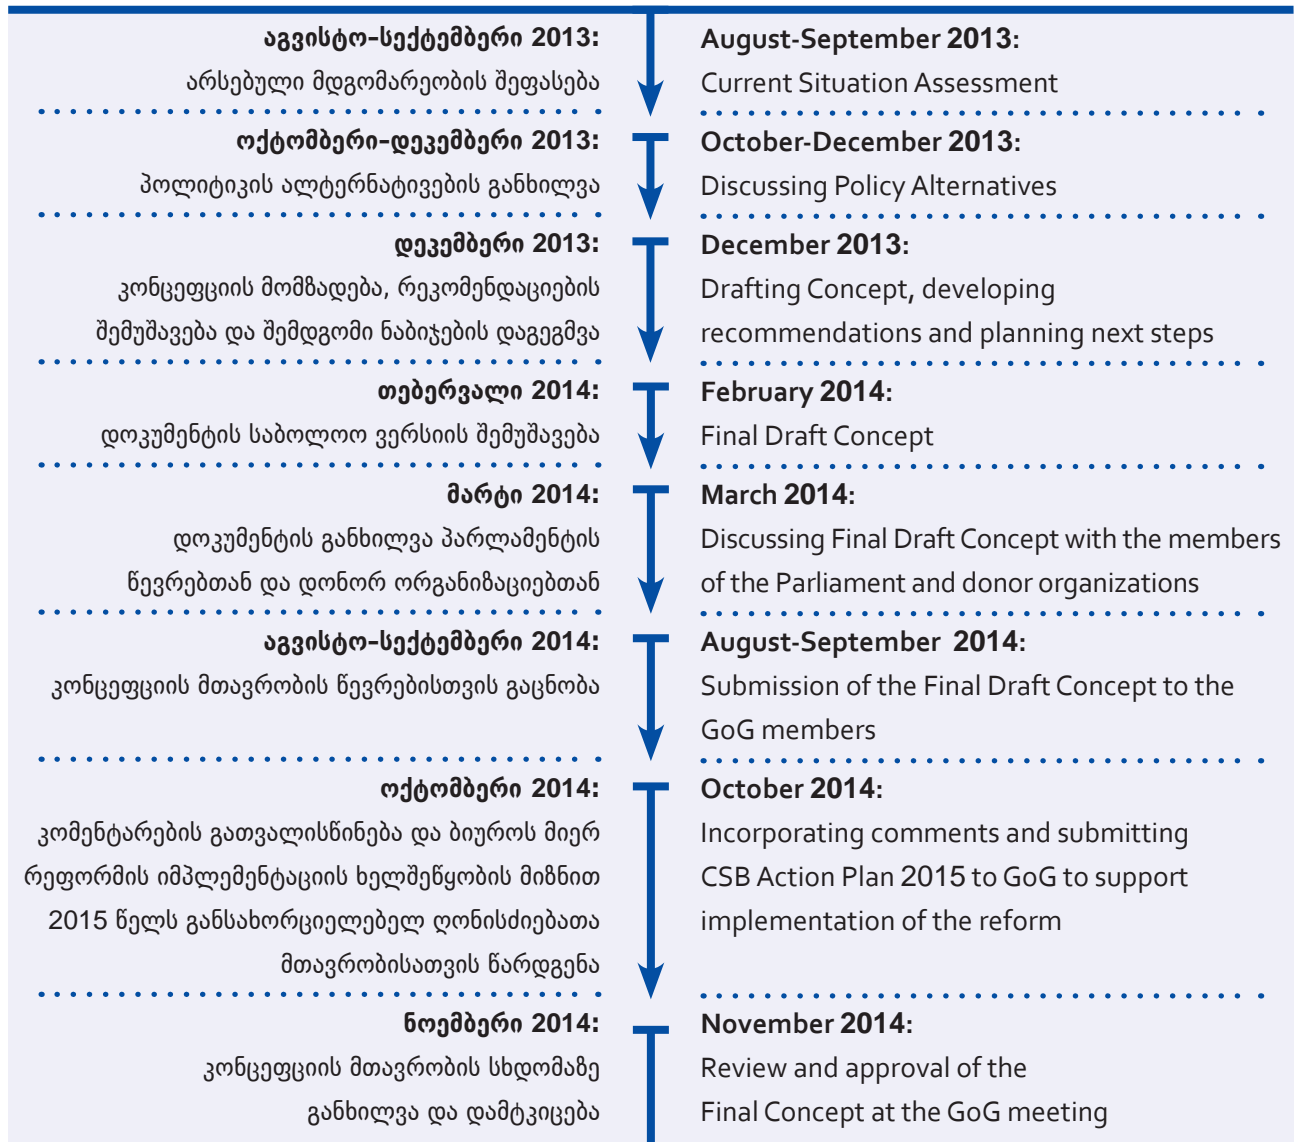 აგვისტო-სექტემბერი 2013:
არსებული მდგომარეობის შეფასება
August-September 2013:
Current Situation Assessment
ოქტომბერი-დეკემბერი 2013:
პოლიტიკის ალტერნატივების განხილვა
October-December 2013:
Discussing Policy Alternatives
დეკემბერი 2013:
კონცეფციის მომზადება, რეკომენდაციების
შემუშავება და შემდგომი ნაბიჯების დაგეგმვა
December 2013:
Drafting Concept, developing
recommendations and planning next steps
თებერვალი 2014:
დოკუმენტის საბოლოო ვერსიის შემუშავება
February 2014:
Final Draft Concept
მარტი 2014:
დოკუმენტის განხილვა პარლამენტის
წევრებთან და დონორ ორგანიზაციებთან
March 2014:
Discussing Final Draft Concept with the members
of the Parliament and donor organizations
აგვისტო-სექტემბერი 2014:
კონცეფციის მთავრობის წევრებისთვის გაცნობა
August-September 2014:
Submission of the Final Draft Concept to the
GoG members
ოქტომბერი 2014:
კომენტარების გათვალისწინება და ბიუროს მიერ
რეფორმის იმპლემენტაციის ხელშეწყობის მიზნით
2015 წელს განსახორციელებელ ღონისძიებათა
მთავრობისათვის წარდგენა
October 2014:
Incorporating comments and submitting
CSB Action Plan 2015 to GoG to support
implementation of the reform
ნოემბერი 2014:
კონცეფციის მთავრობის სხდომაზე
განხილვა და დამტკიცება
November 2014:
Review and approval of the
Final Concept at the GoG meeting